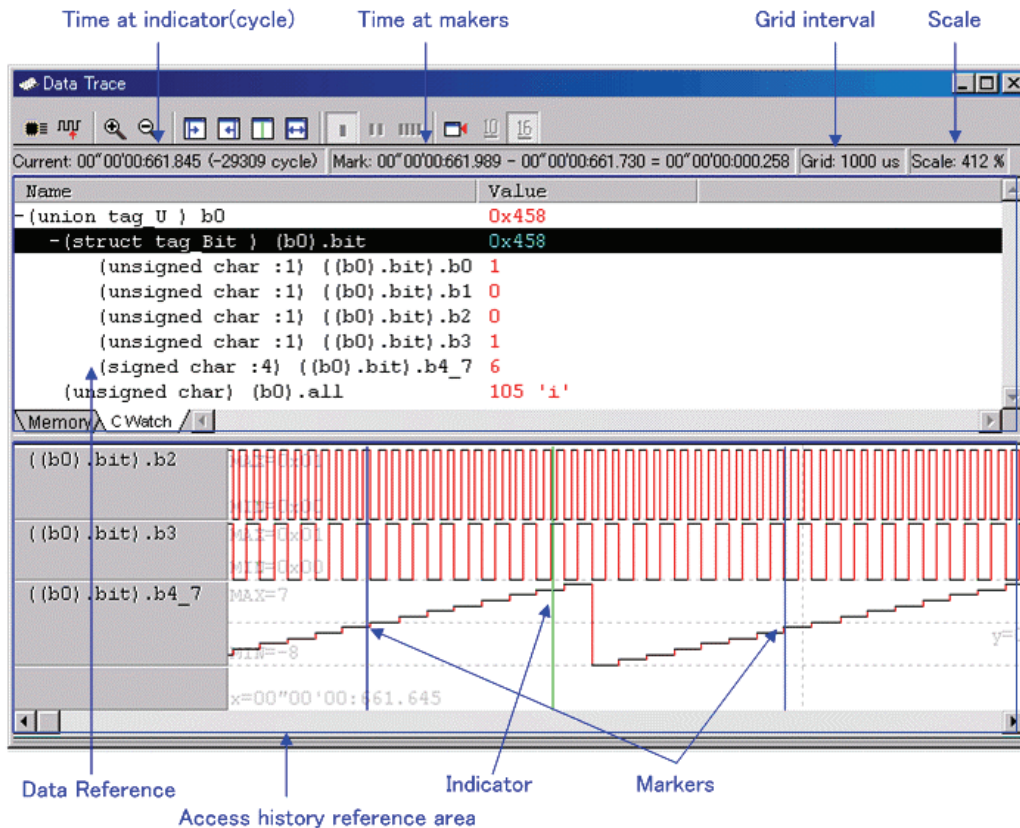 Time at indicator(cycle) Time at makers Grid interval Scale
Data Trace
10 16
Current: 00"00'00:661.845 (-29309 cycle) Mark: 00"00'00:661.989 - 00"00'00:661.730 = 00"00'00:000.258 Grid: 1000 us Scale: 412 %
Name Value
-(union tag_U ) b0 0x458
-(struct tag_Bit ) (b0).bit 0x458
(unsigned char :1) ((b0).bit).b0 1
(unsigned char :1) ((b0).bit).b1 0
(unsigned char :1) ((b0).bit).b2 0
(unsigned char :1) ((b0).bit).b3 1
(signed char :4) ((b0).bit).b4_7 6
(unsigned char) (b0).all 105 'i'
Memory C Watch
((b0).bit).b2 MAX=0x01
MIN=0x00
((b0).bit).b3 MAX=0x01
MIN=0x00
((b0).bit).b4_7 MAX=7
MIN=-8 y=
x=00"00'00:661.645
Data Reference Indicator Markers
Access history reference area